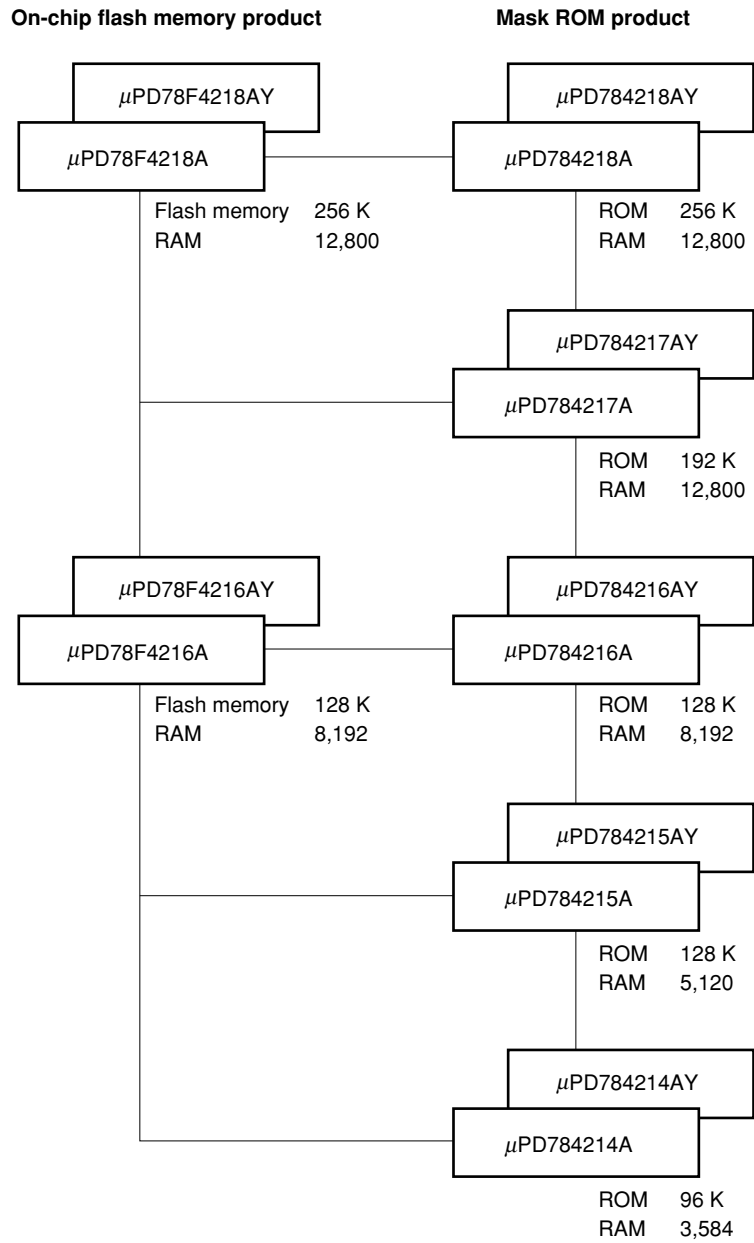 On-chip flash memory product Mask ROM product
μPD78F4218AY μPD784218AY
μPD78F4218A μPD784218A
Flash memory 256 K ROM 256 K
RAM 12,800 RAM 12,800
μPD784217AY
μPD784217A
ROM 192 K
RAM 12,800
μPD78F4216AY μPD784216AY
μPD78F4216A μPD784216A
Flash memory 128 K ROM 128 K
RAM 8,192 RAM 8,192
μPD784215AY
μPD784215A
ROM 128 K
RAM 5,120
μPD784214AY
μPD784214A
ROM 96 K
RAM 3,584